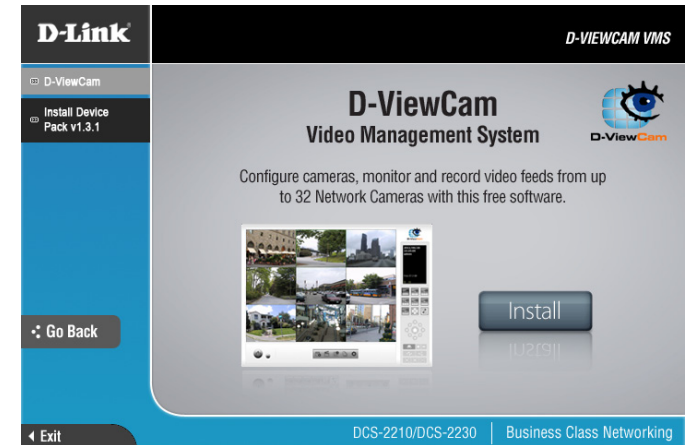 D-Link
D-VIEWCAM VMS
D-ViewCam
Install Device
Pack v1.3.1
D-ViewCam
Video Management System
D-ViewCam
Configure cameras, monitor and record video feeds from up
to 32 Network Cameras with this free software.
Install
Go Back
Exit
DCS-2210/DCS-2230
Business Class Networking